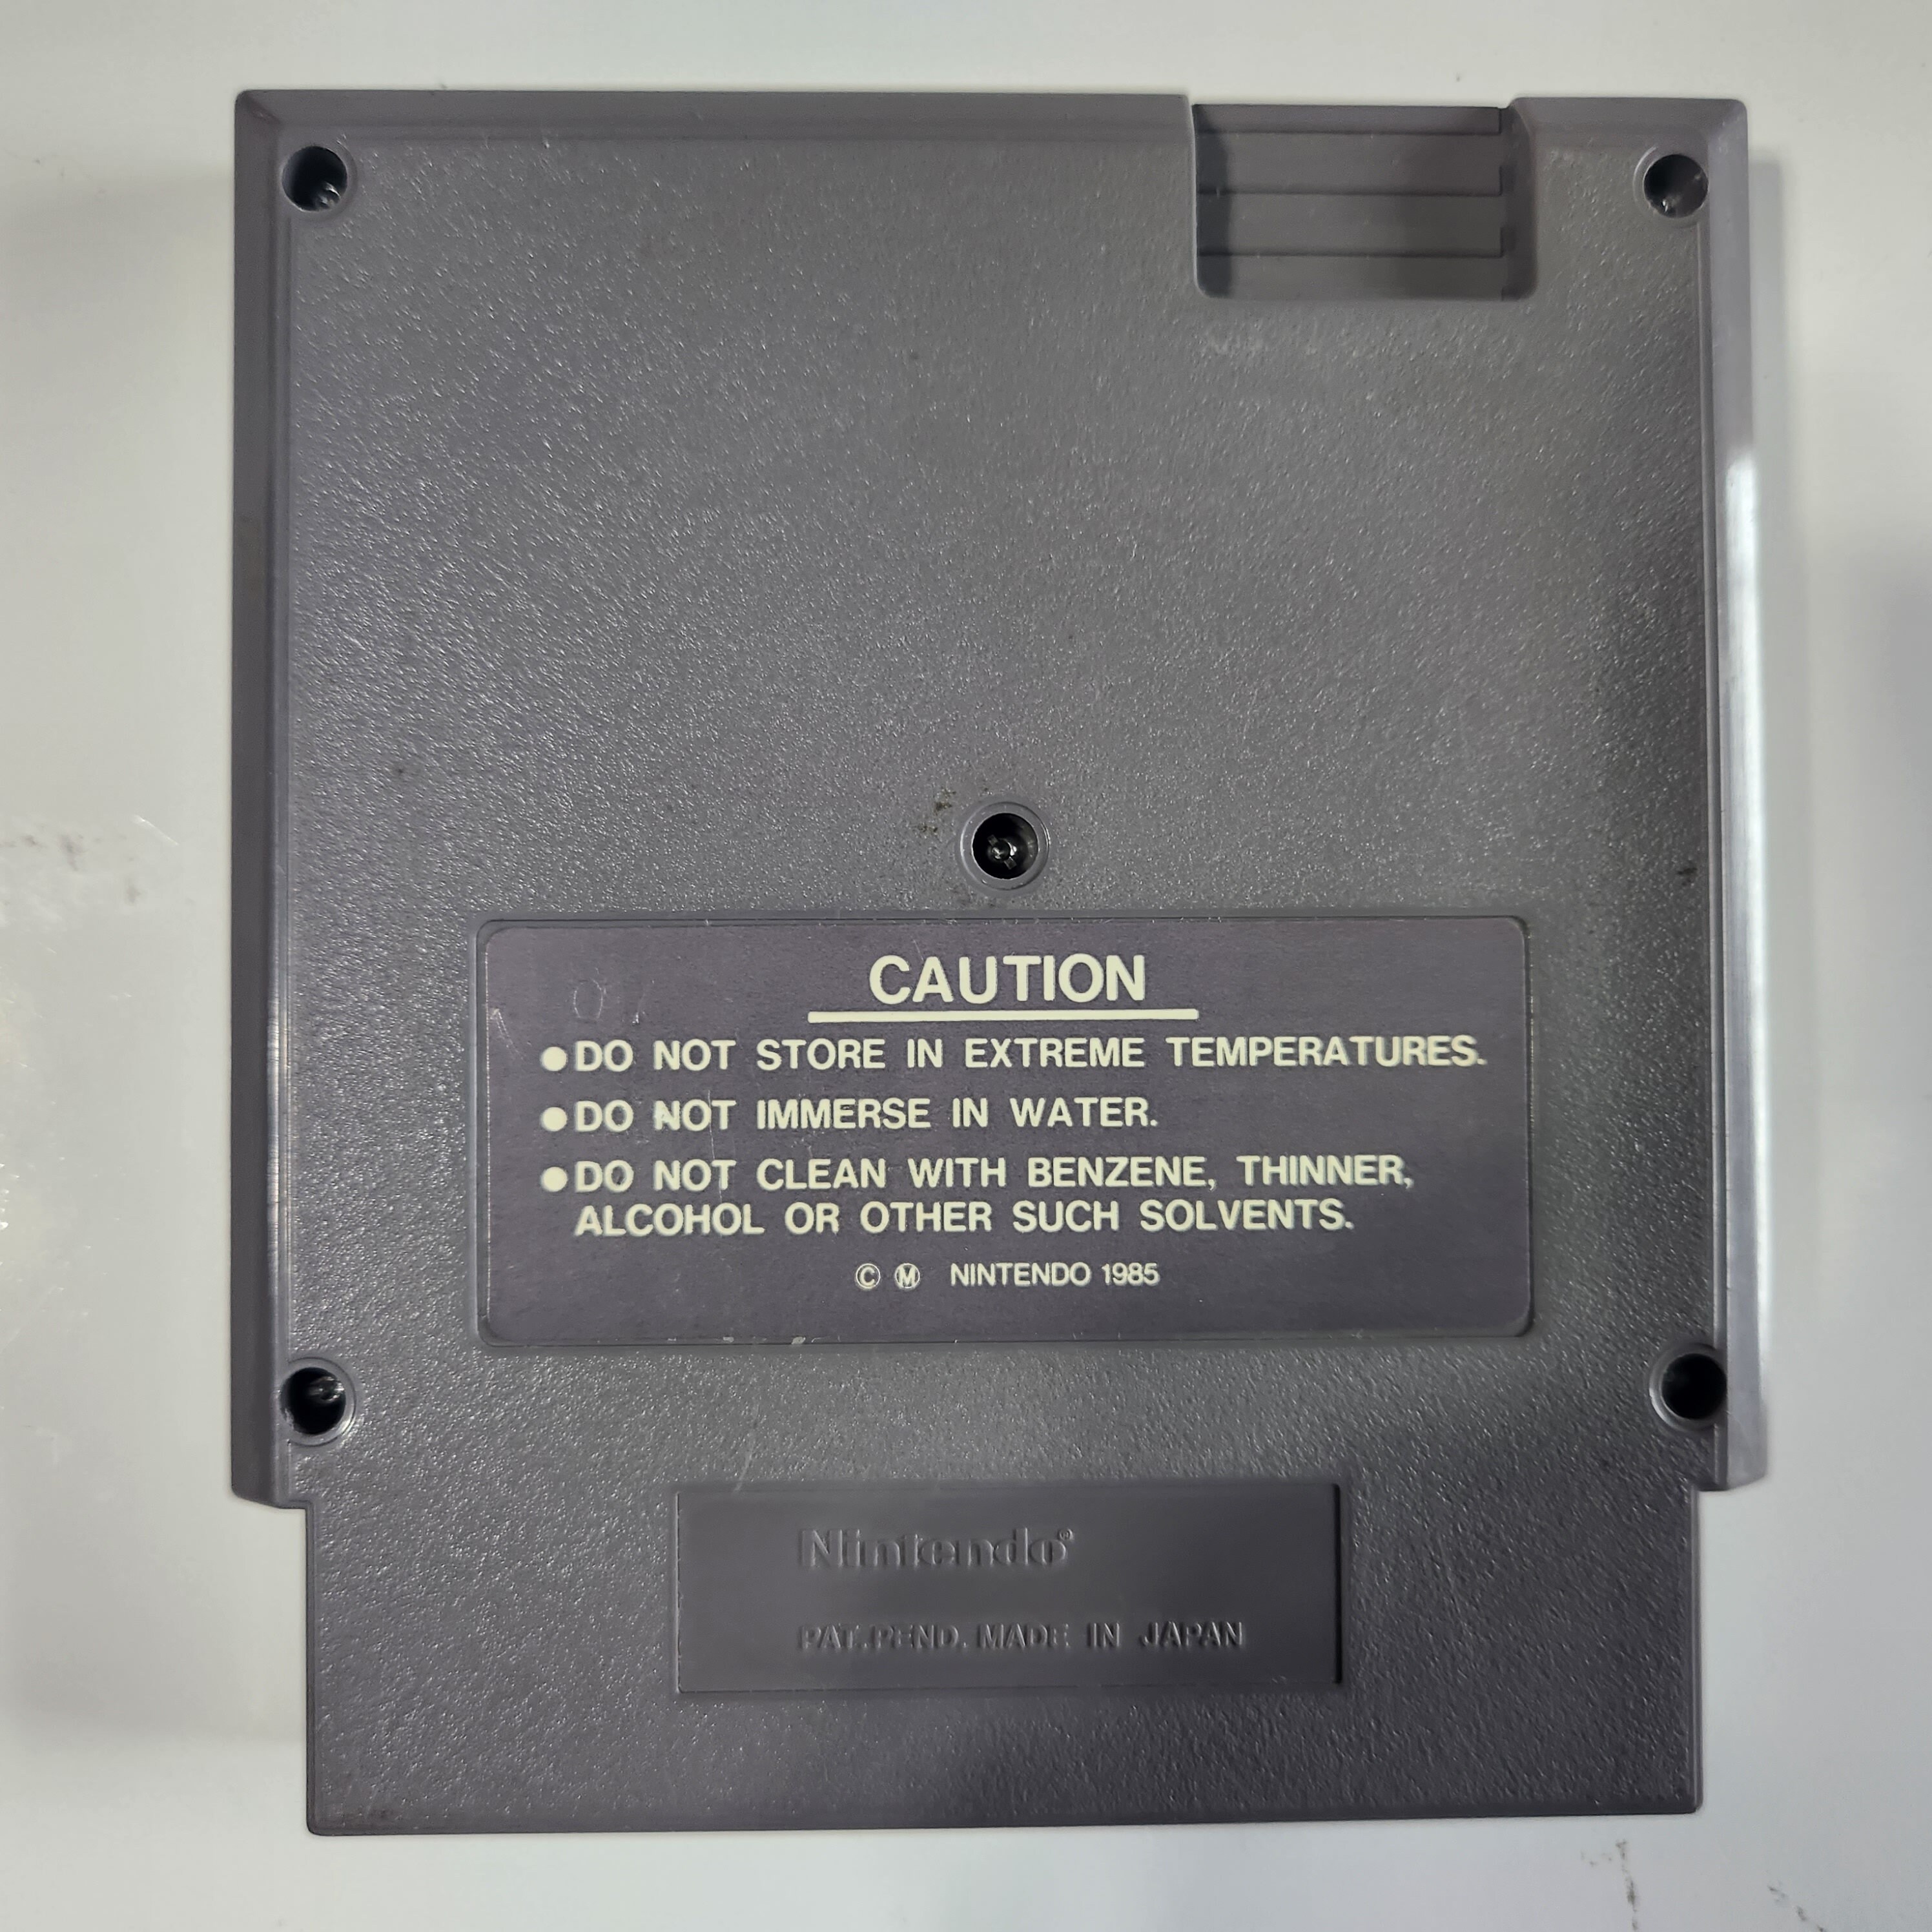 CAUTION
●DO NOT STORE IN EXTREME TEMPERATURES.
●DO NOT IMMERSE IN WATER.
●DO NOT CLEAN WITH BENZENE, THINNER,
ALCOHOL OR OTHER SUCH SOLVENTS.
© Ⓜ NINTENDO 1985
Nintendo®
PAT.PEND. MADE IN JAPAN